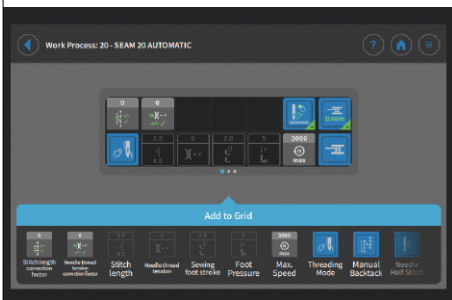 Work Process: 20 - SEAM 20 AUTOMATIC
?
0 0
3.5 0 2.0 5 3000
4.5 max
Add to Grid
0 0 3000
max
Stitch length correction factor
Needle thread tension correction factor
Stitch length
Needle thread tension
Sewing foot stroke
Foot Pressure
Max. Speed
Threading Mode
Manual Backtack
Needle Half Stitch